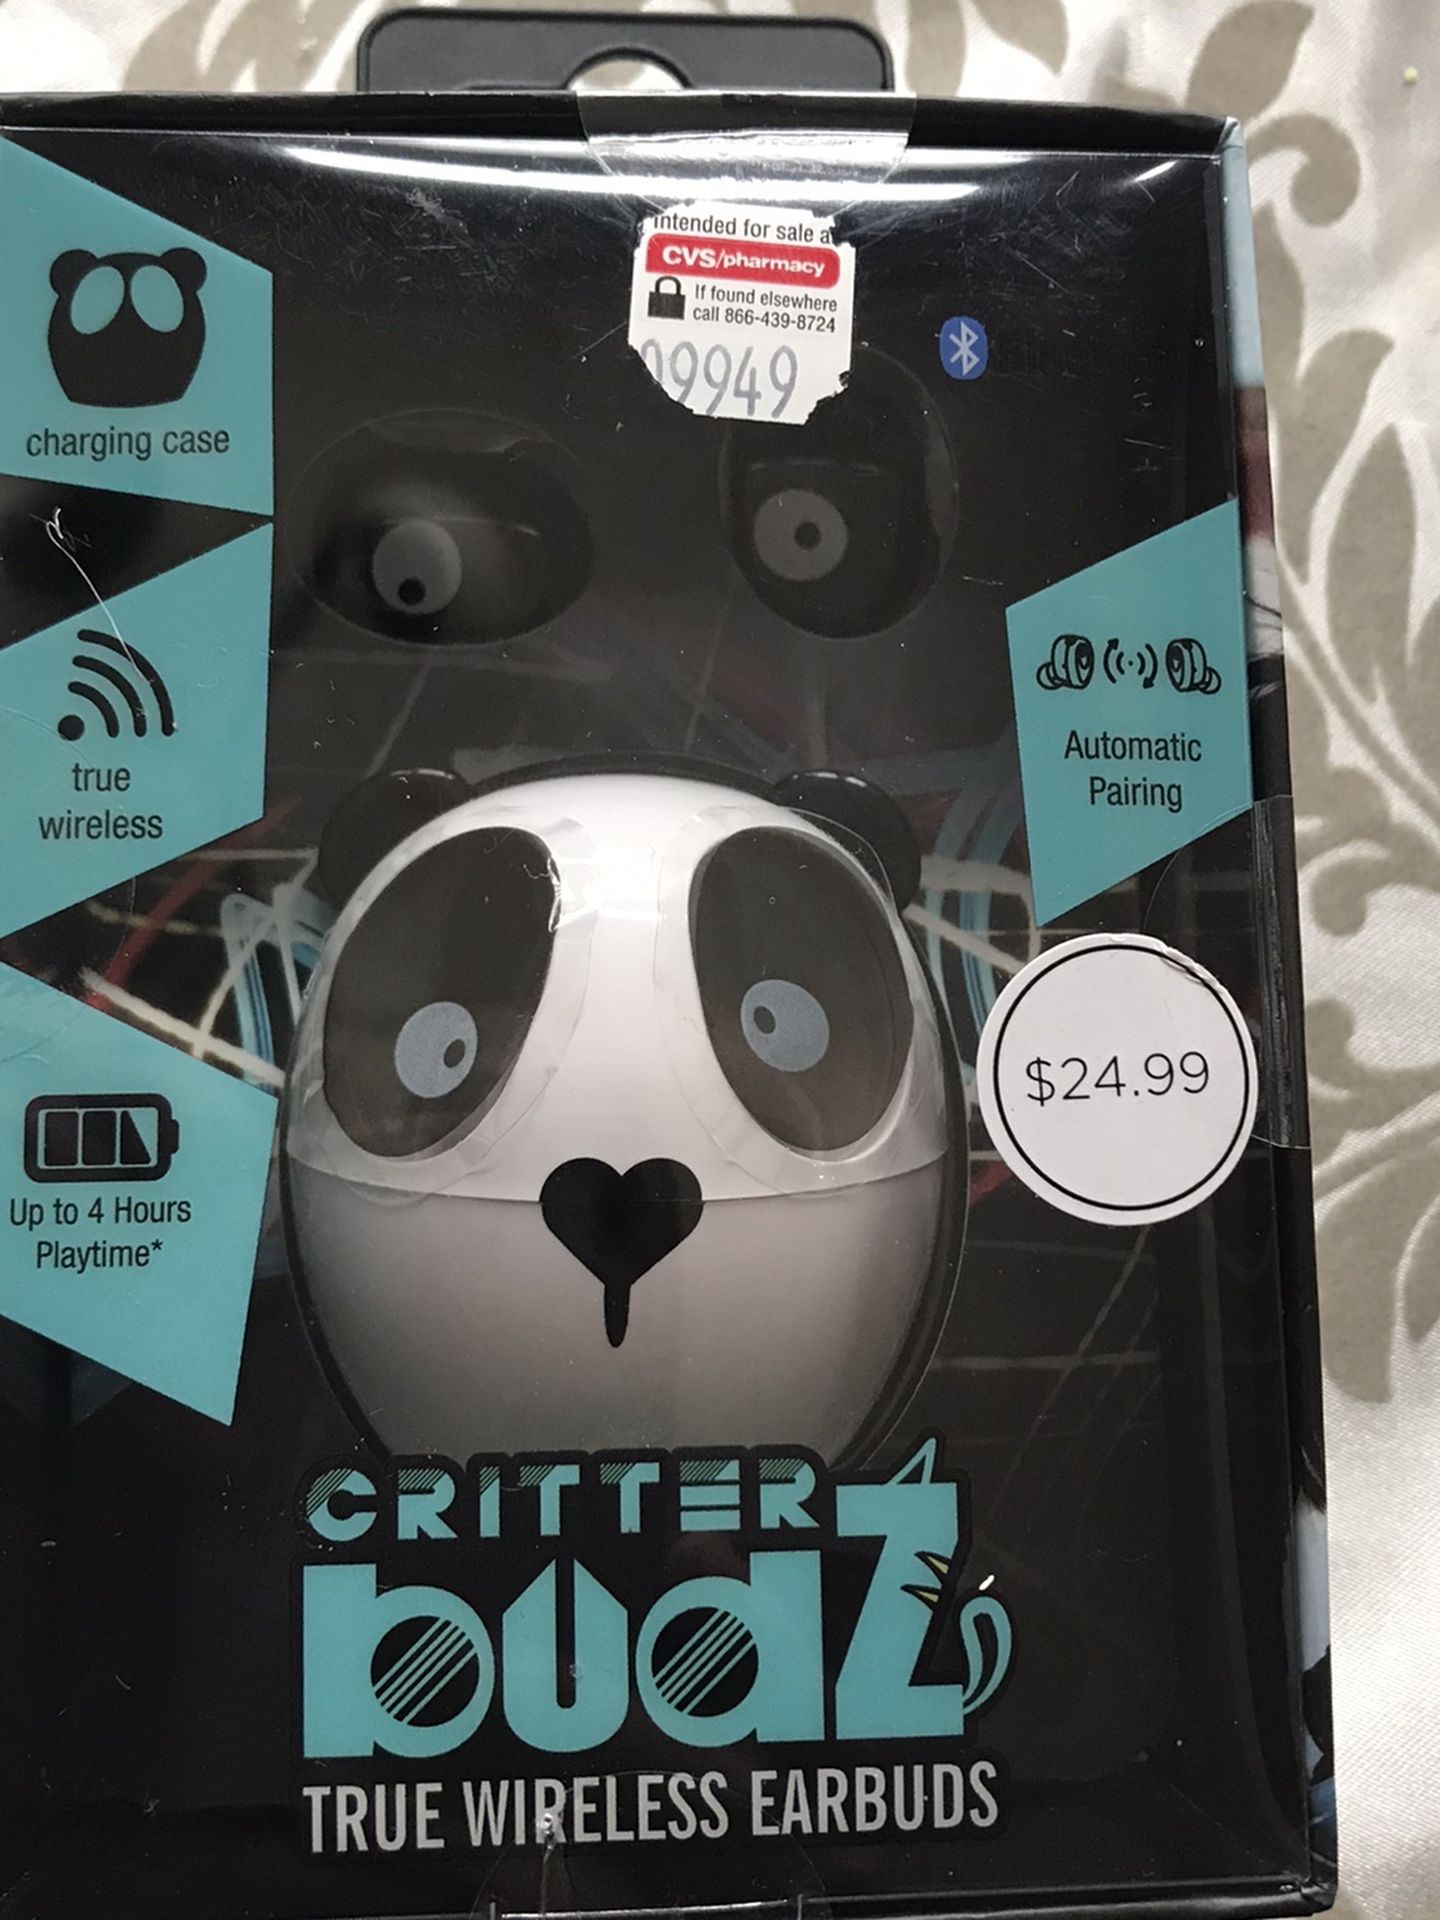 Intended for sale a
CVS/pharmacy
If found elsewhere
call 866-439-8724
09949
charging case
true
wireless
Automatic
Pairing
$24.99
Up to 4 Hours
Playtime*
CRITTER
budZ
TRUE WIRELESS EARBUDS